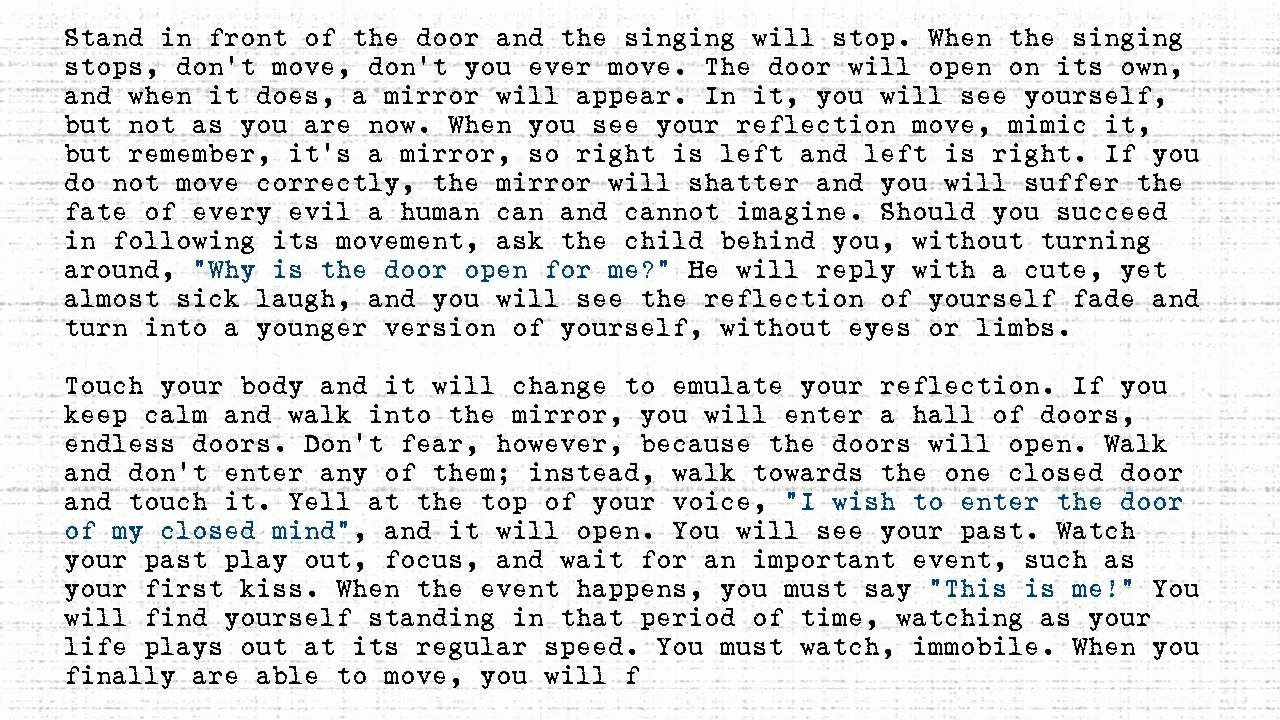 Stand in front of the door and the singing will stop. When the singing
stops, don't move, don't you ever move. The door will open on its own,
and when it does, a mirror will appear. In it, you will see yourself,
but not as you are now. When you see your reflection move, mimic it,
but remember, it's a mirror, so right is left and left is right. If you
do not move correctly, the mirror will shatter and you will suffer the
fate of every evil a human can and cannot imagine. Should you succeed
in following its movement, ask the child behind you, without turning
around, "Why is the door open for me?" He will reply with a cute, yet
almost sick laugh, and you will see the reflection of yourself fade and
turn into a younger version of yourself, without eyes or limbs.
Touch your body and it will change to emulate your reflection. If you
keep calm and walk into the mirror, you will enter a hall of doors,
endless doors. Don't fear, however, because the doors will open. Walk
and don't enter any of them; instead, walk towards the one closed door
and touch it. Yell at the top of your voice, "I wish to enter the door
of my closed mind", and it will open. You will see your past. Watch
your past play out, focus, and wait for an important event, such as
your first kiss. When the event happens, you must say "This is me!" You
will find yourself standing in that period of time, watching as your
life plays out at its regular speed. You must watch, immobile. When you
finally are able to move, you will f